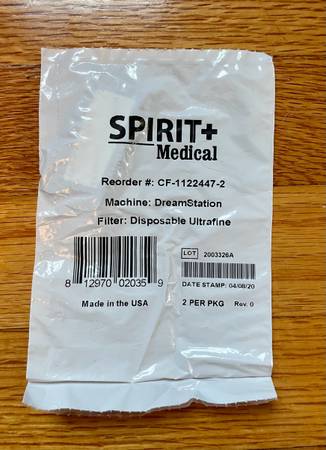 SPIRIT+
Medical
Reorder #: CF-1122447-2
Machine: DreamStation
Filter: Disposable Ultrafine
LOT 2003326A
8 12970 02035 9
DATE STAMP: 04/08/20
Made in the USA
2 PER PKG Rev. 0